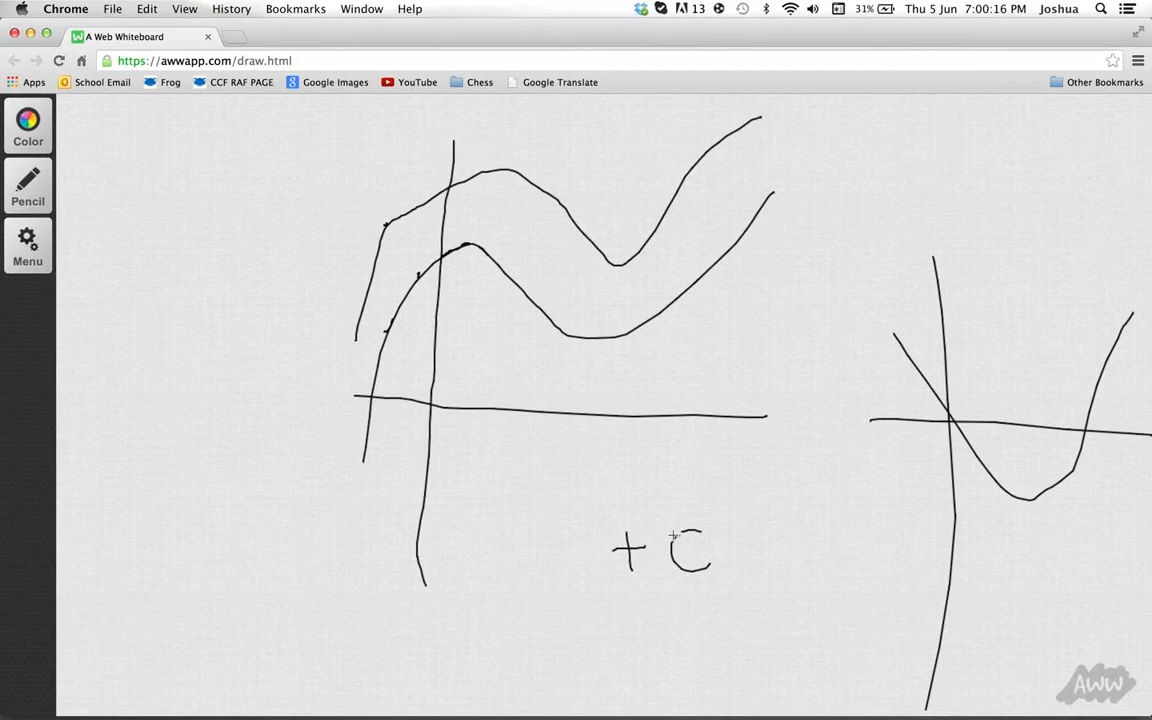 Chrome File Edit View History Bookmarks Window Help 13 31% Thu 5 Jun 7:00:16 PM Joshua
A Web Whiteboard
https://awwapp.com/draw.html
Apps School Email Frog CCF RAF PAGE Google Images YouTube Chess Google Translate Other Bookmarks
Color
Pencil
Menu
+ C
AWW